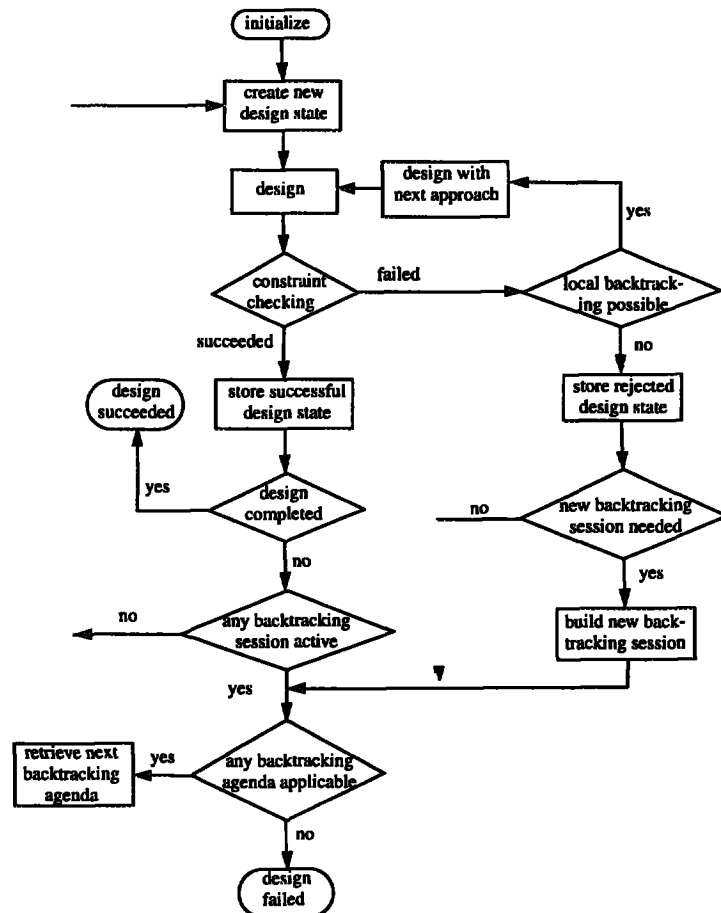 initialize
create new
design state
design
design with
next approach
yes
constraint
checking
failed
local backtrack-
ing possible
succeeded
no
design
succeeded
store successful
design state
store rejected
design state
yes
design
completed
no
new backtracking
session needed
no
yes
no
any backtracking
session active
build new back-
tracking session
yes
retrieve next
backtracking
agenda
yes
any backtracking
agenda applicable
no
design
failed